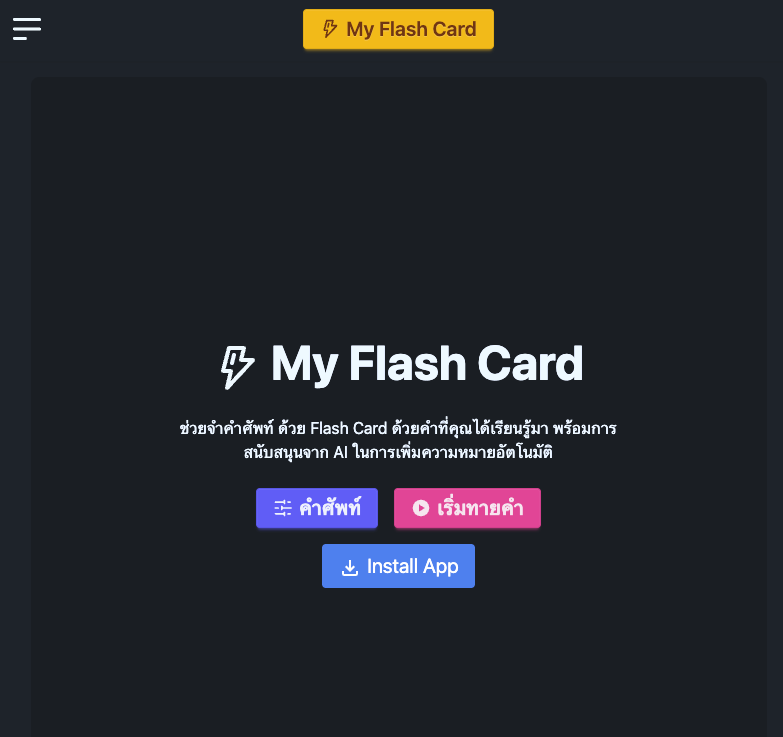 My Flash Card
My Flash Card
ช่วยจำคำศัพท์ ด้วย Flash Card ด้วยคำที่คุณได้เรียนรู้มา พร้อมการ
สนับสนุนจาก AI ในการเพิ่มความหมายอัตโนมัติ
คำศัพท์ เริ่มทายคำ
Install App